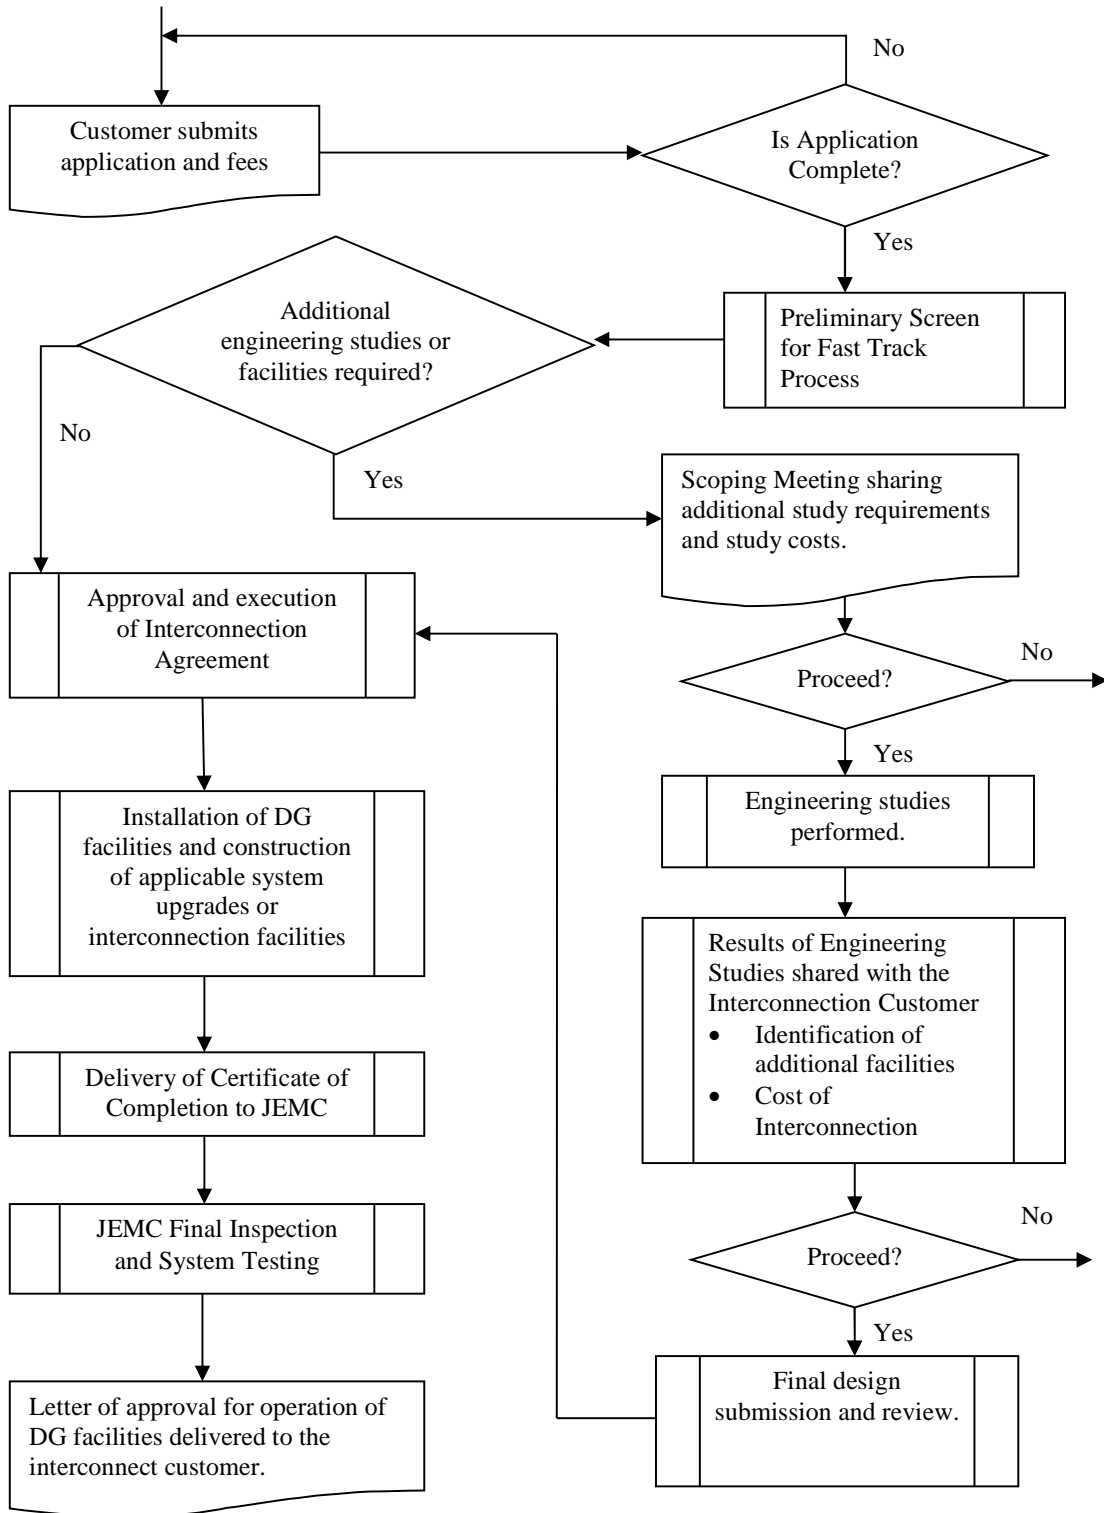 No
Customer submits
application and fees
Is Application
Complete?
Yes
Additional
engineering studies or
facilities required?
Preliminary Screen
for Fast Track
Process
No
Yes
Scoping Meeting sharing
additional study requirements
and study costs.
Approval and execution
of Interconnection
Agreement
Proceed?
No
Yes
Engineering studies
performed.
Installation of DG
facilities and construction
of applicable system
upgrades or
interconnection facilities
Results of Engineering
Studies shared with the
Interconnection Customer
• Identification of
additional facilities
• Cost of
Interconnection
Delivery of Certificate of
Completion to JEMC
JEMC Final Inspection
and System Testing
Proceed?
No
Yes
Final design
submission and review.
Letter of approval for operation of
DG facilities delivered to the
interconnect customer.